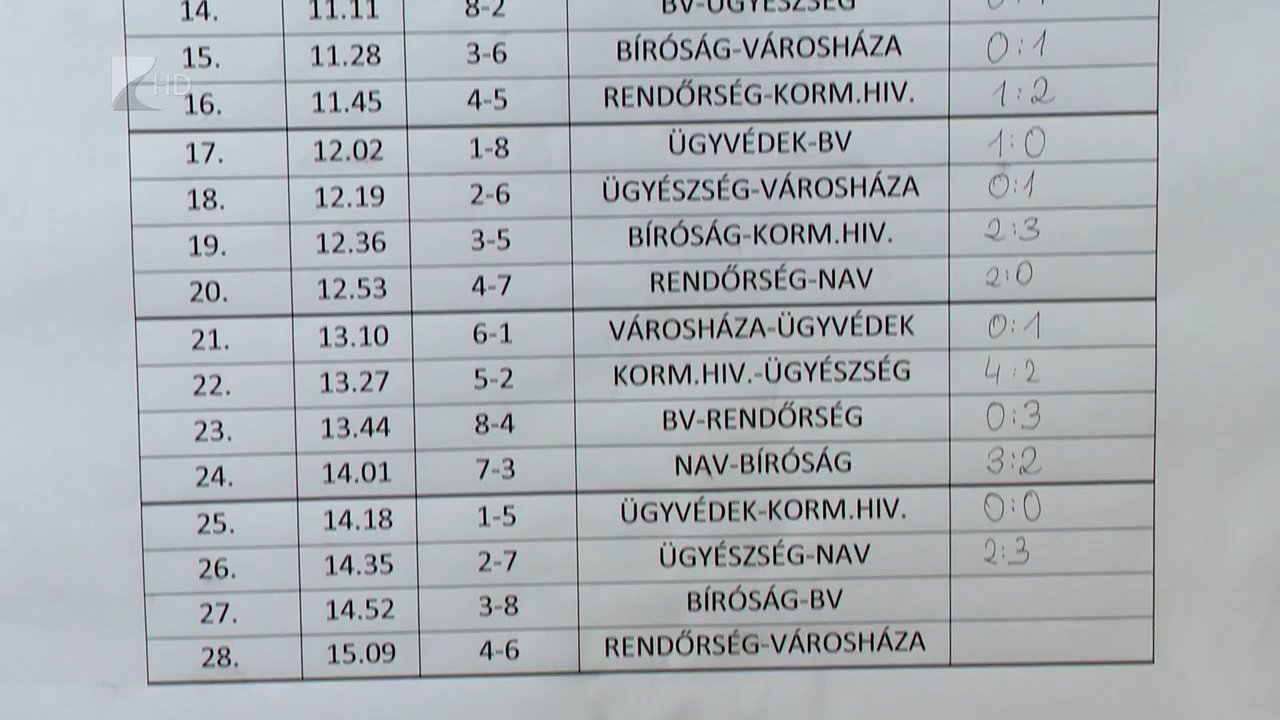 14. 11.11 8-2 BV-ÜGYÉSZSÉG
15. 11.28 3-6 BÍRÓSÁG-VÁROSHÁZA 0:1
16. 11.45 4-5 RENDŐRSÉG-KORM.HIV. 1:2
17. 12.02 1-8 ÜGYVÉDEK-BV 1:0
18. 12.19 2-6 ÜGYÉSZSÉG-VÁROSHÁZA 0:1
19. 12.36 3-5 BÍRÓSÁG-KORM.HIV. 2:3
20. 12.53 4-7 RENDŐRSÉG-NAV 2:0
21. 13.10 6-1 VÁROSHÁZA-ÜGYVÉDEK 0:1
22. 13.27 5-2 KORM.HIV.-ÜGYÉSZSÉG 4:2
23. 13.44 8-4 BV-RENDŐRSÉG 0:3
24. 14.01 7-3 NAV-BÍRÓSÁG 3:2
25. 14.18 1-5 ÜGYVÉDEK-KORM.HIV. 0:0
26. 14.35 2-7 ÜGYÉSZSÉG-NAV 2:3
27. 14.52 3-8 BÍRÓSÁG-BV
28. 15.09 4-6 RENDŐRSÉG-VÁROSHÁZA
HD